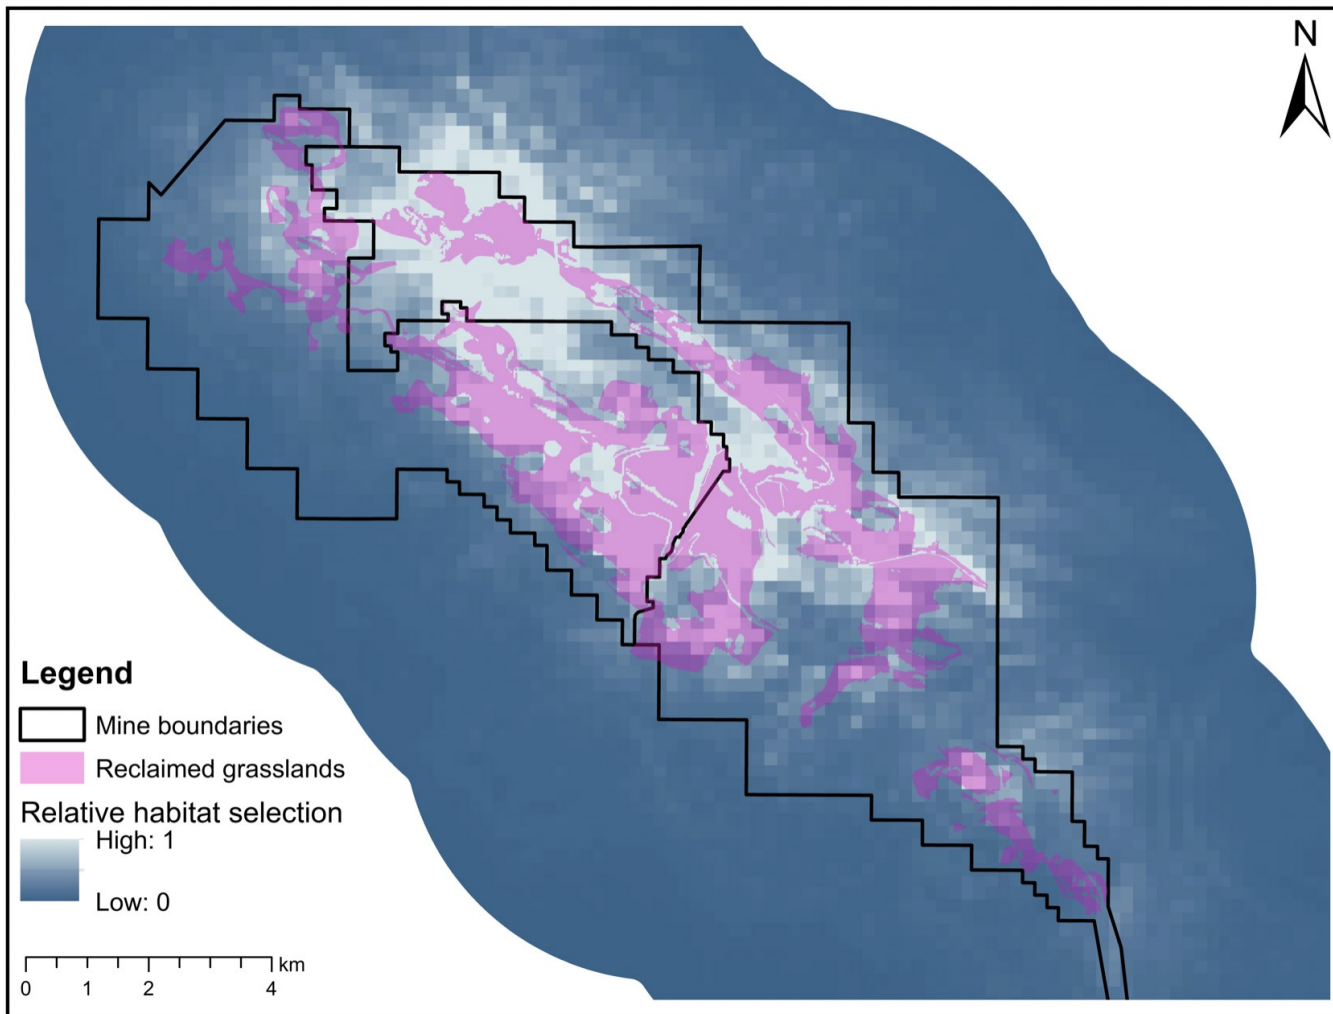 N
Legend
Mine boundaries
Reclaimed grasslands
Relative habitat selection
High: 1
Low: 0
km
0 1 2 4